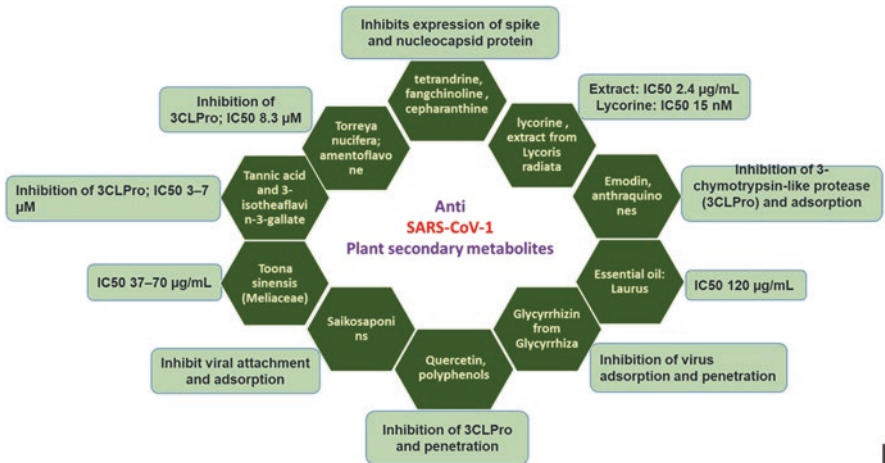 Inhibits expression of spike
and nucleocapsid protein
tetrandrine,
fangchinoline ,
cepharanthine
Extract: IC50 2.4 µg/mL
Lycorine: IC50 15 nM
lycorine ,
extract from
Lycoris
radiata
Inhibition of 3-
chymotrypsin-like protease
(3CLPro) and adsorption
Emodin,
anthraquino
nes
IC50 120 µg/mL
Essential oil:
Laurus
Inhibition of virus
adsorption and penetration
Glycyrrhizin
from
Glycyrrhiza
Inhibition of 3CLPro
and penetration
Quercetin,
polyphenols
Inhibit viral attachment
and adsorption
Saikosaponi
ns
IC50 37–70 µg/mL
Toona
sinensis
(Meliaceae)
Inhibition of 3CLPro; IC50 3–7
µM
Tannic acid
and 3-
isotheaflavi
n-3-gallate
Inhibition of
3CLPro; IC50 8.3 µM
Torreya
nucifera;
amentoflavo
ne
Anti
SARS-CoV-1
Plant secondary metabolites